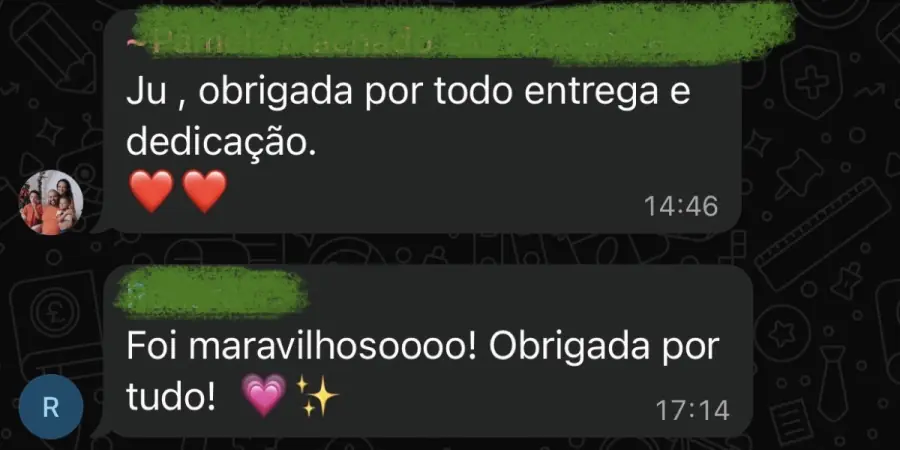 Ju , obrigada por todo entrega e
dedicação.
❤️❤️
14:46
Foi maravilhosoooo! Obrigada por
tudo! 💗✨
17:14
R